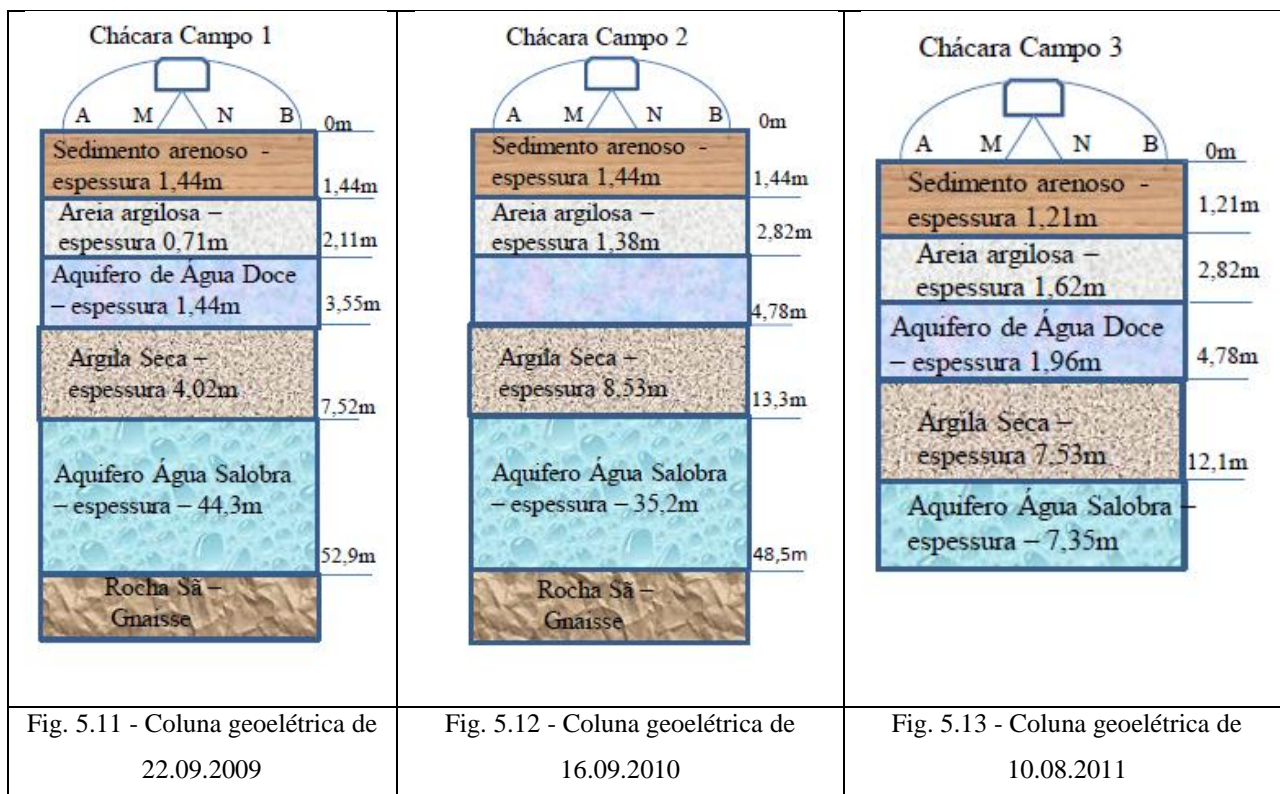 Chácara Campo 1
A M N B
0m
Sedimento arenoso -
espessura 1,44m
1,44m
Areia argilosa –
espessura 0,71m
2,11m
Aquifero de Água Doce
– espessura 1,44m
3,55m
Argila Seca –
espessura 4,02m
7,52m
Aquifero Água Salobra
– espessura – 44,3m
52,9m
Rocha Sã –
Gnaisse
Fig. 5.11 - Coluna geoelétrica de
22.09.2009
Chácara Campo 2
A M N B
0m
Sedimento arenoso -
espessura 1,44m
1,44m
Areia argilosa –
espessura 1,38m
2,82m
4,78m
Argila Seca –
espessura 8,53m
13,3m
Aquifero Água Salobra
– espessura – 35,2m
48,5m
Rocha Sã –
Gnaisse
Fig. 5.12 - Coluna geoelétrica de
16.09.2010
Chácara Campo 3
A M N B
0m
Sedimento arenoso -
espessura 1,21m
1,21m
Areia argilosa –
espessura 1,62m
2,82m
Aquifero de Água Doce
– espessura 1,96m
4,78m
Argila Seca –
espessura 7,53m
12,1m
Aquifero Água Salobra –
espessura – 7,35m
Fig. 5.13 - Coluna geoelétrica de
10.08.2011